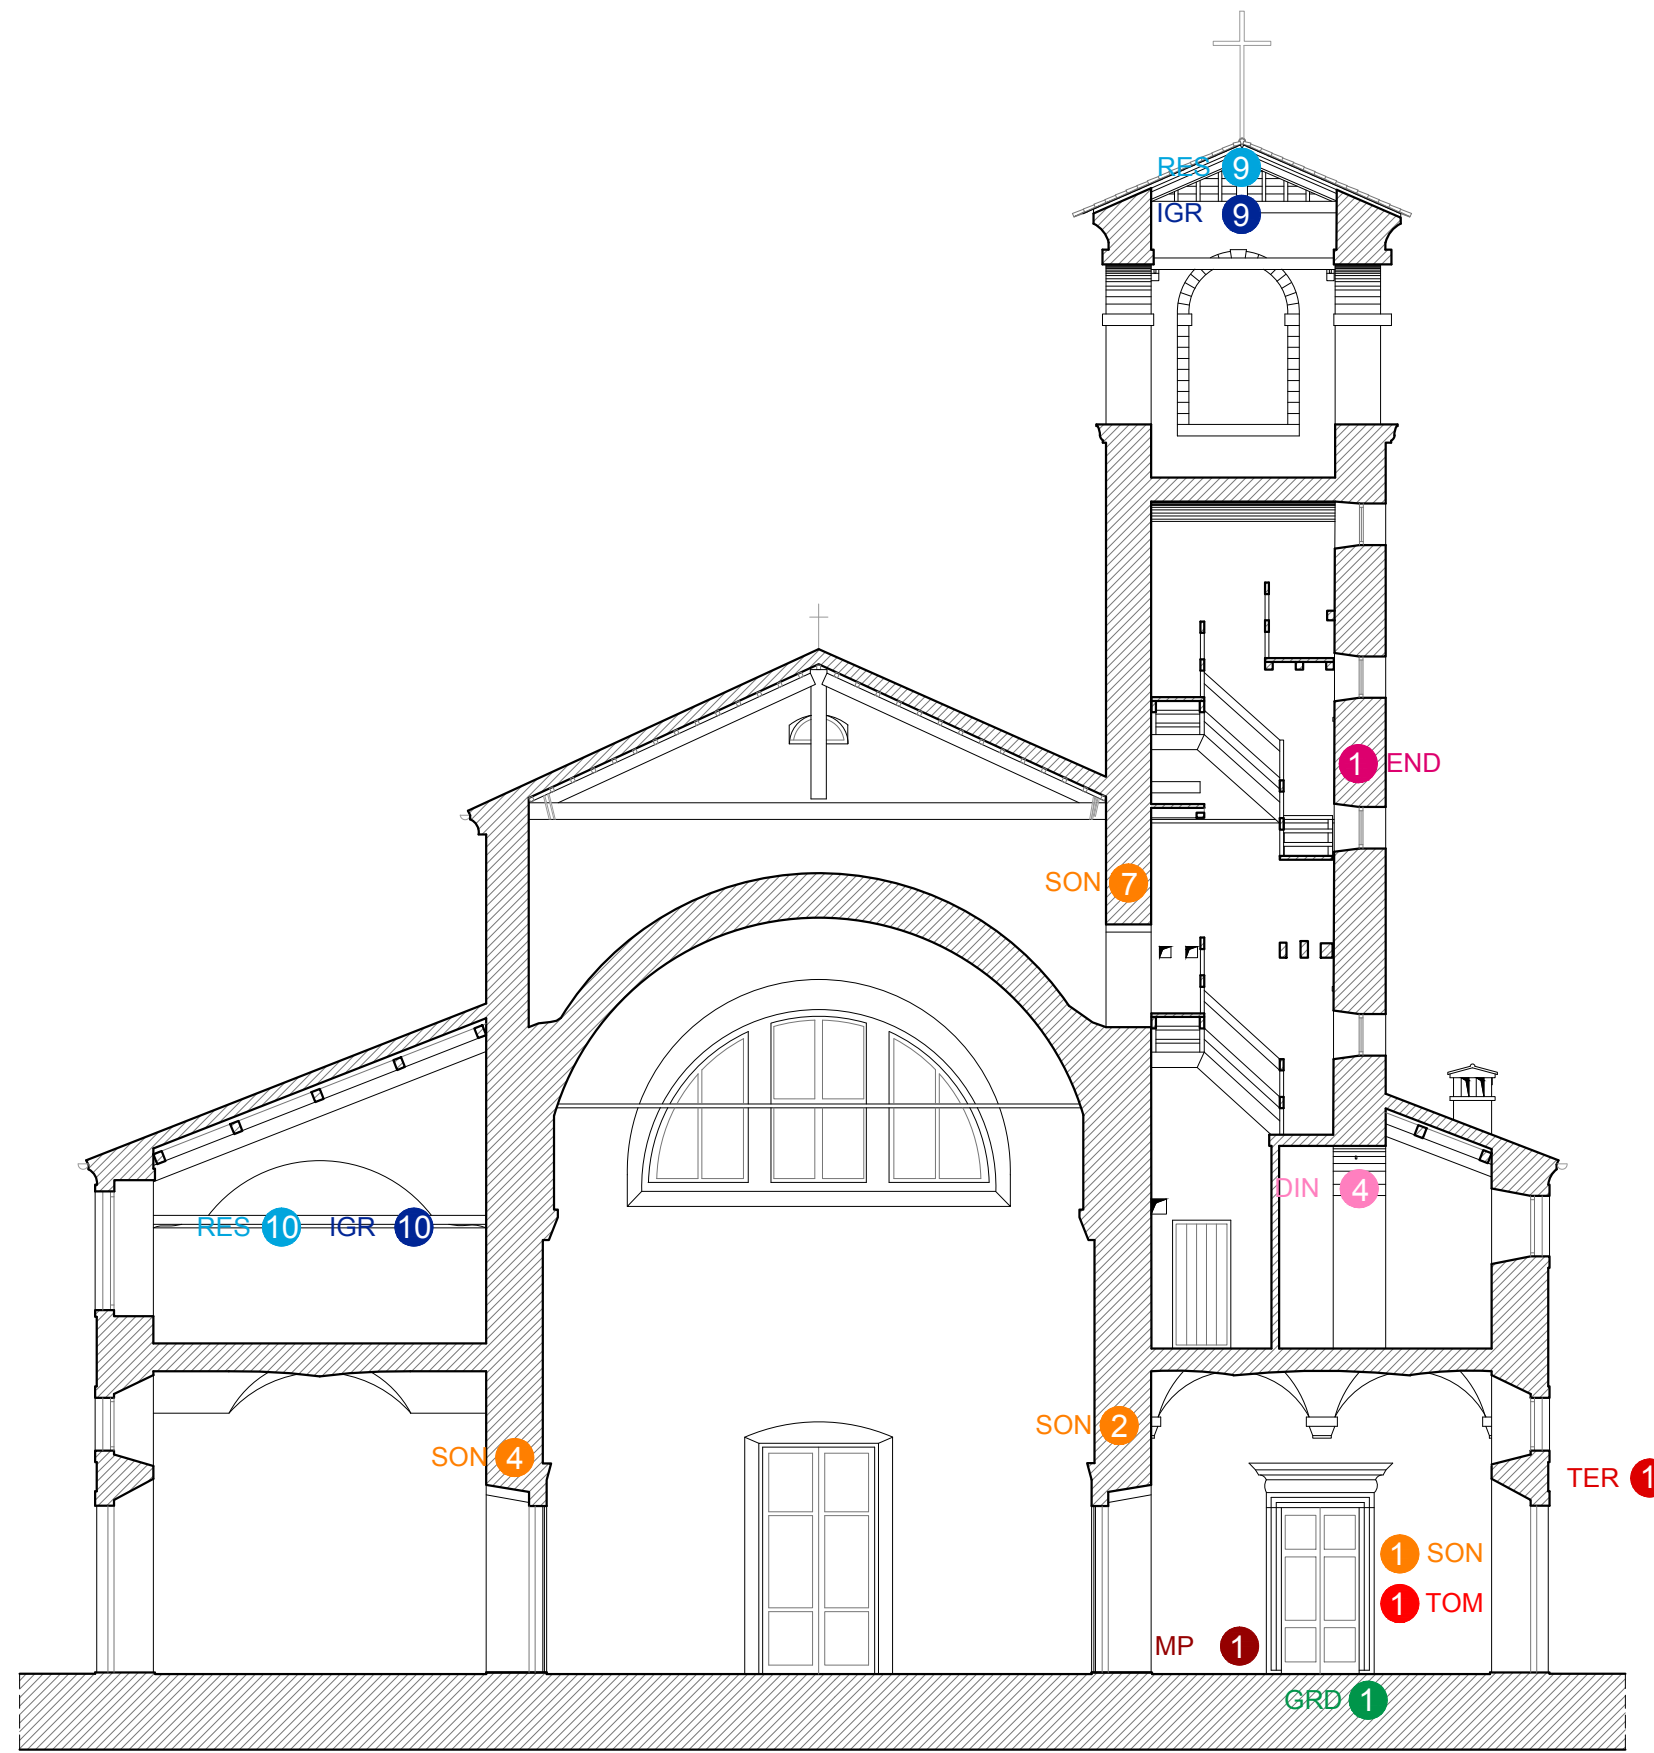 RES 9
IGR 9
1 END
SON 7
DIN 4
RES 10 IGR 10
SON 2
SON 4
TER 1
1 SON
1 TOM
MP 1
GRD 1